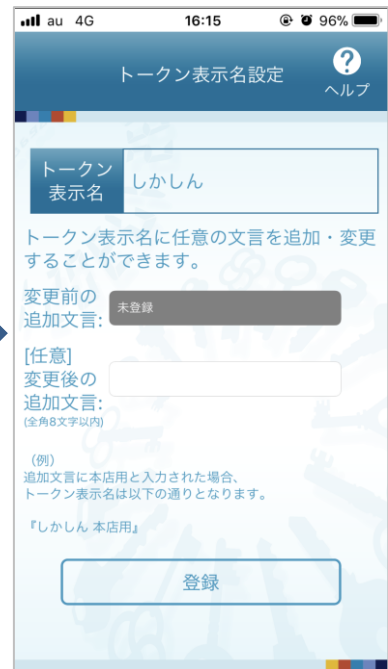 au 4G 16:15 96%
トークン表示名設定
?
ヘルプ
トークン
表示名
しかしん
トークン表示名に任意の文言を追加・変更
することができます。
変更前の
追加文言:
未登録
[任意]
変更後の
追加文言:
(全角8文字以内)
（例）
追加文言に本店用と入力された場合、
トークン表示名は以下の通りとなります。
『しかしん 本店用』
登録